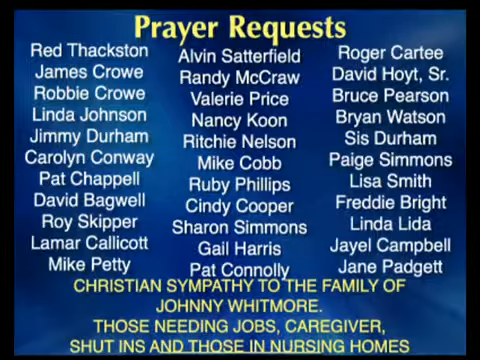 Prayer Requests
Red Thackston
James Crowe
Robbie Crowe
Linda Johnson
Jimmy Durham
Carolyn Conway
Pat Chappell
David Bagwell
Roy Skipper
Lamar Callicott
Mike Petty
Alvin Satterfield
Randy McCraw
Valerie Price
Nancy Koon
Ritchie Nelson
Mike Cobb
Ruby Phillips
Cindy Cooper
Sharon Simmons
Gail Harris
Pat Connolly
Roger Cartee
David Hoyt, Sr.
Bruce Pearson
Bryan Watson
Sis Durham
Paige Simmons
Lisa Smith
Freddie Bright
Linda Lida
Jayel Campbell
Jane Padgett
CHRISTIAN SYMPATHY TO THE FAMILY OF
JOHNNY WHITMORE.
THOSE NEEDING JOBS, CAREGIVER,
SHUT INS AND THOSE IN NURSING HOMES